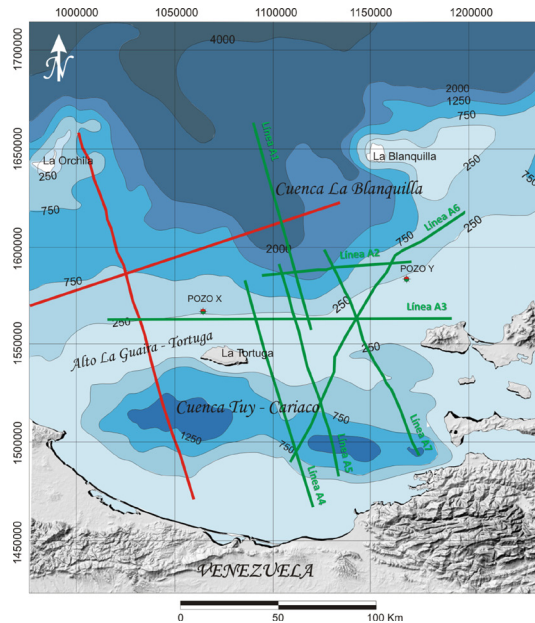 1000000 1050000 1100000 1150000 1200000
1700000
4000
N
2000
1250
750
1650000
La Orchila
250
Línea A1
La Blanquilla
250
750
Cuenca La Blanquilla
Línea A6
750
250
1600000
2000
Línea A2
750
750
POZO Y
POZO X
250
250
Línea A3
1550000
Alto La Guaira - Tortuga
La Tortuga
250
Cuenca Tuy - Cariaco
750
1250
750
1500000
250
Línea A4
Línea A5
Línea A7
1450000
VENEZUELA
0 50 100 Km